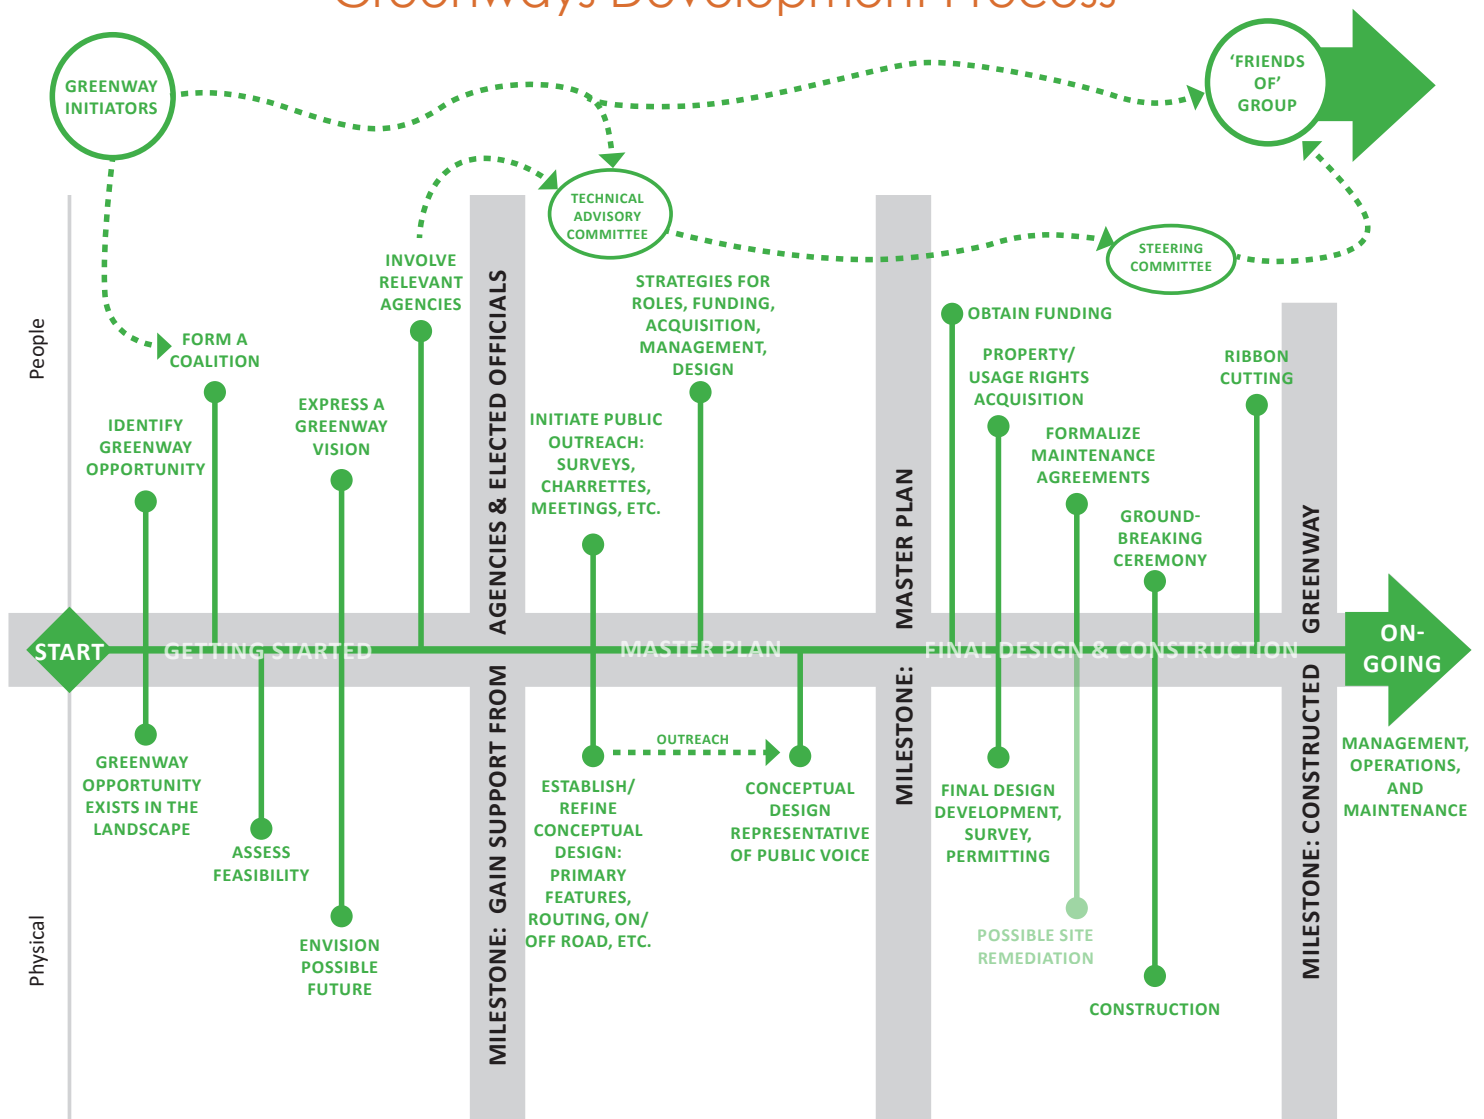 Greenways Development Process
GREENWAY
INITIATORS
'FRIENDS
OF'
GROUP
TECHNICAL
ADVISORY
COMMITTEE
STEERING
COMMITTEE
People
Physical
IDENTIFY
GREENWAY
OPPORTUNITY
FORM A
COALITION
EXPRESS A
GREENWAY
VISION
INVOLVE
RELEVANT
AGENCIES
MILESTONE: GAIN SUPPORT FROM AGENCIES & ELECTED OFFICIALS
INITIATE PUBLIC
OUTREACH:
SURVEYS,
CHARRETTES,
MEETINGS, ETC.
STRATEGIES FOR
ROLES, FUNDING,
ACQUISITION,
MANAGEMENT,
DESIGN
MILESTONE: MASTER PLAN
OBTAIN FUNDING
PROPERTY/
USAGE RIGHTS
ACQUISITION
FORMALIZE
MAINTENANCE
AGREEMENTS
GROUND-
BREAKING
CEREMONY
RIBBON
CUTTING
MILESTONE: CONSTRUCTED GREENWAY
START
GETTING STARTED
MASTER PLAN
FINAL DESIGN & CONSTRUCTION
ON-
GOING
GREENWAY
OPPORTUNITY
EXISTS IN THE
LANDSCAPE
ASSESS
FEASIBILITY
ENVISION
POSSIBLE
FUTURE
ESTABLISH/
REFINE
CONCEPTUAL
DESIGN:
PRIMARY
FEATURES,
ROUTING, ON/
OFF ROAD, ETC.
OUTREACH
CONCEPTUAL
DESIGN
REPRESENTATIVE
OF PUBLIC VOICE
FINAL DESIGN
DEVELOPMENT,
SURVEY,
PERMITTING
POSSIBLE SITE
REMEDIATION
CONSTRUCTION
MANAGEMENT,
OPERATIONS,
AND
MAINTENANCE